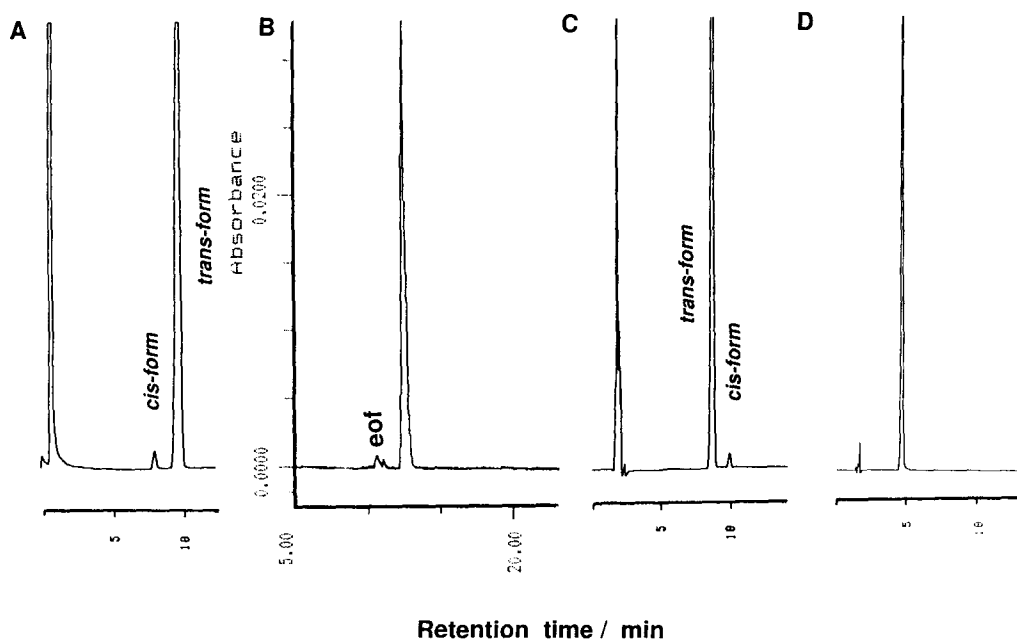 A
B
C
D
cis-form
trans-form
Absorbance
0.0200
0.0000
eof
trans-form
cis-form
5
10
5.00
20.00
5
10
5
10
Retention time / min